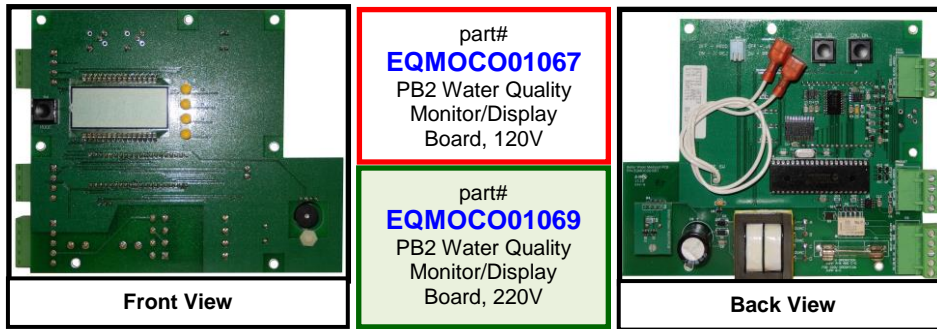 part#
EQMOCO01067
PB2 Water Quality
Monitor/Display
Board, 120V
part#
EQMOCO01069
PB2 Water Quality
Monitor/Display
Board, 220V
Front View
Back View